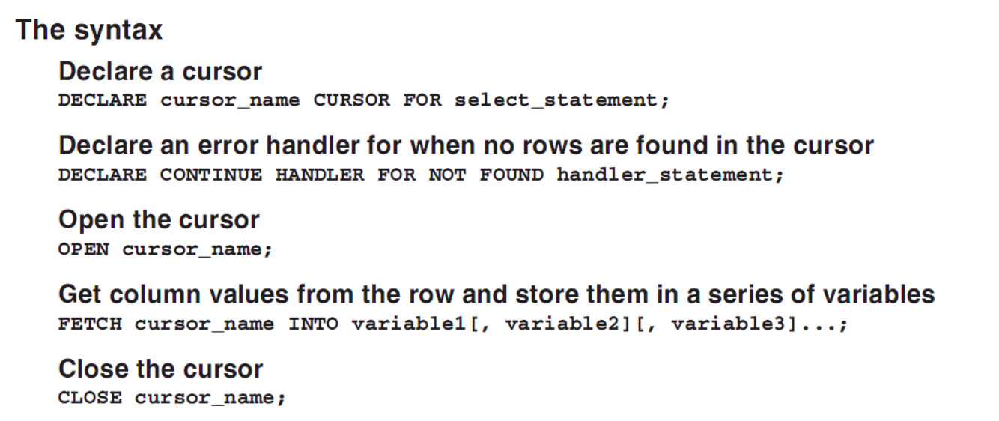 The syntax
Declare a cursor
DECLARE cursor_name CURSOR FOR select_statement;
Declare an error handler for when no rows are found in the cursor
DECLARE CONTINUE HANDLER FOR NOT FOUND handler_statement;
Open the cursor
OPEN cursor_name;
Get column values from the row and store them in a series of variables
FETCH cursor_name INTO variable1[, variable2][, variable3]...;
Close the cursor
CLOSE cursor_name;